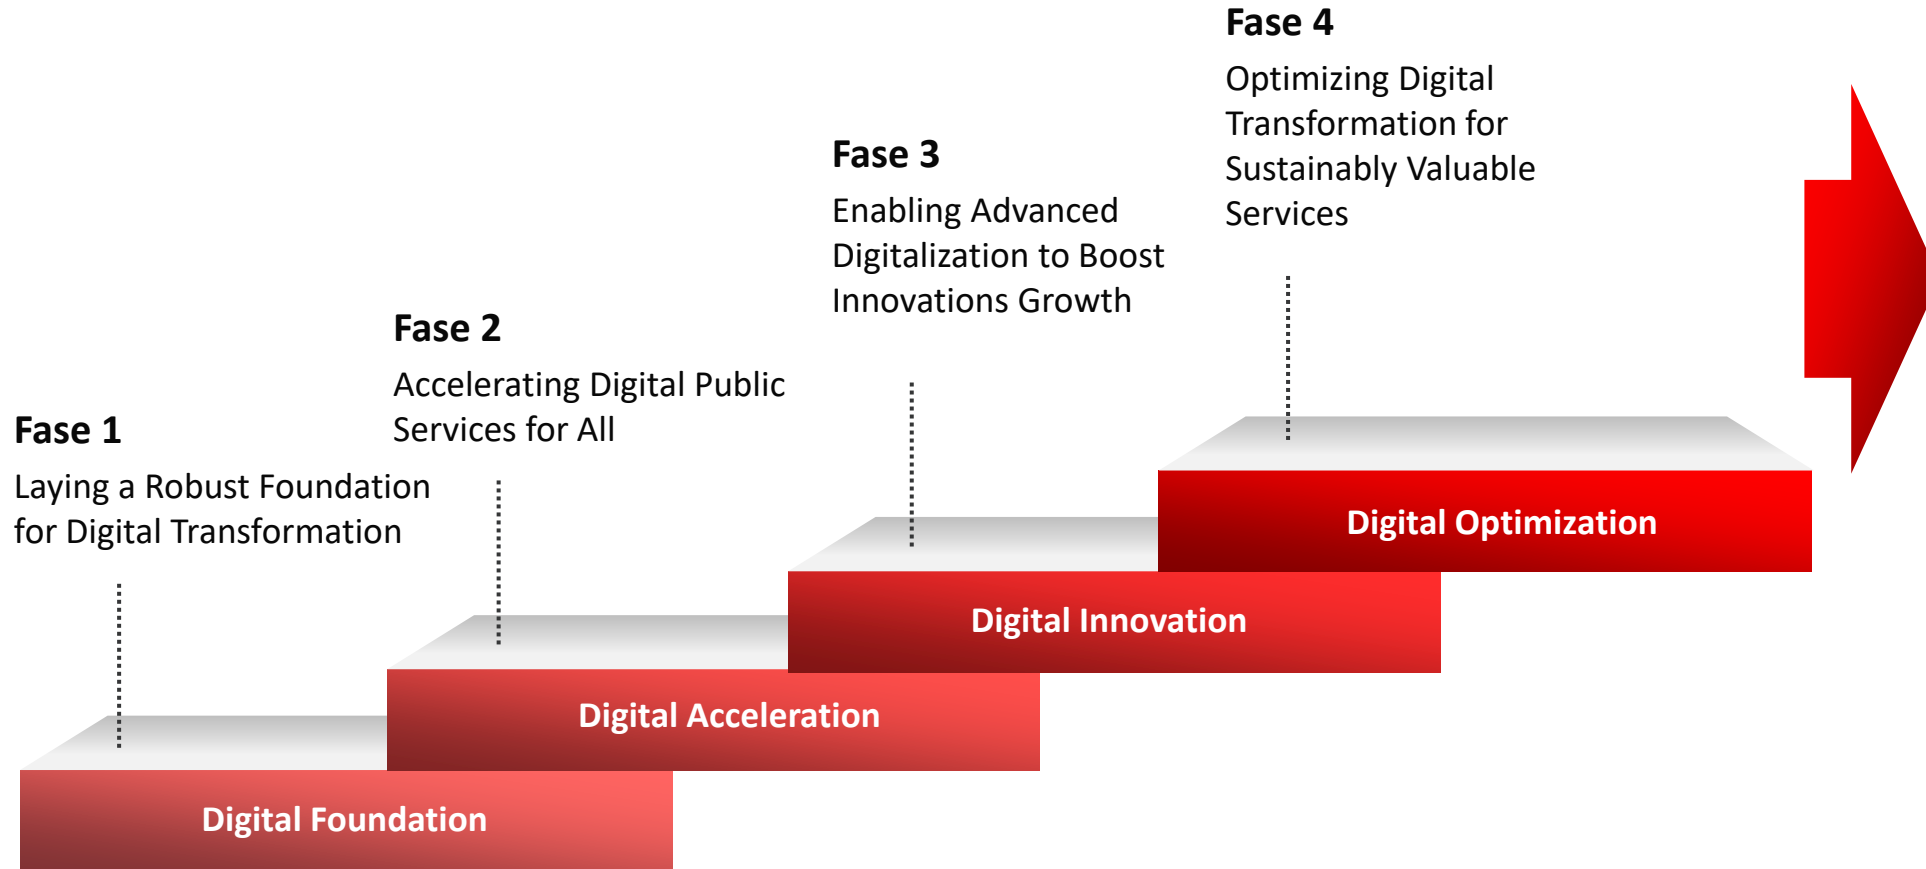 Fase 1
Laying a Robust Foundation
for Digital Transformation
Digital Foundation
Fase 2
Accelerating Digital Public
Services for All
Digital Acceleration
Fase 3
Enabling Advanced
Digitalization to Boost
Innovations Growth
Digital Innovation
Fase 4
Optimizing Digital
Transformation for
Sustainably Valuable
Services
Digital Optimization